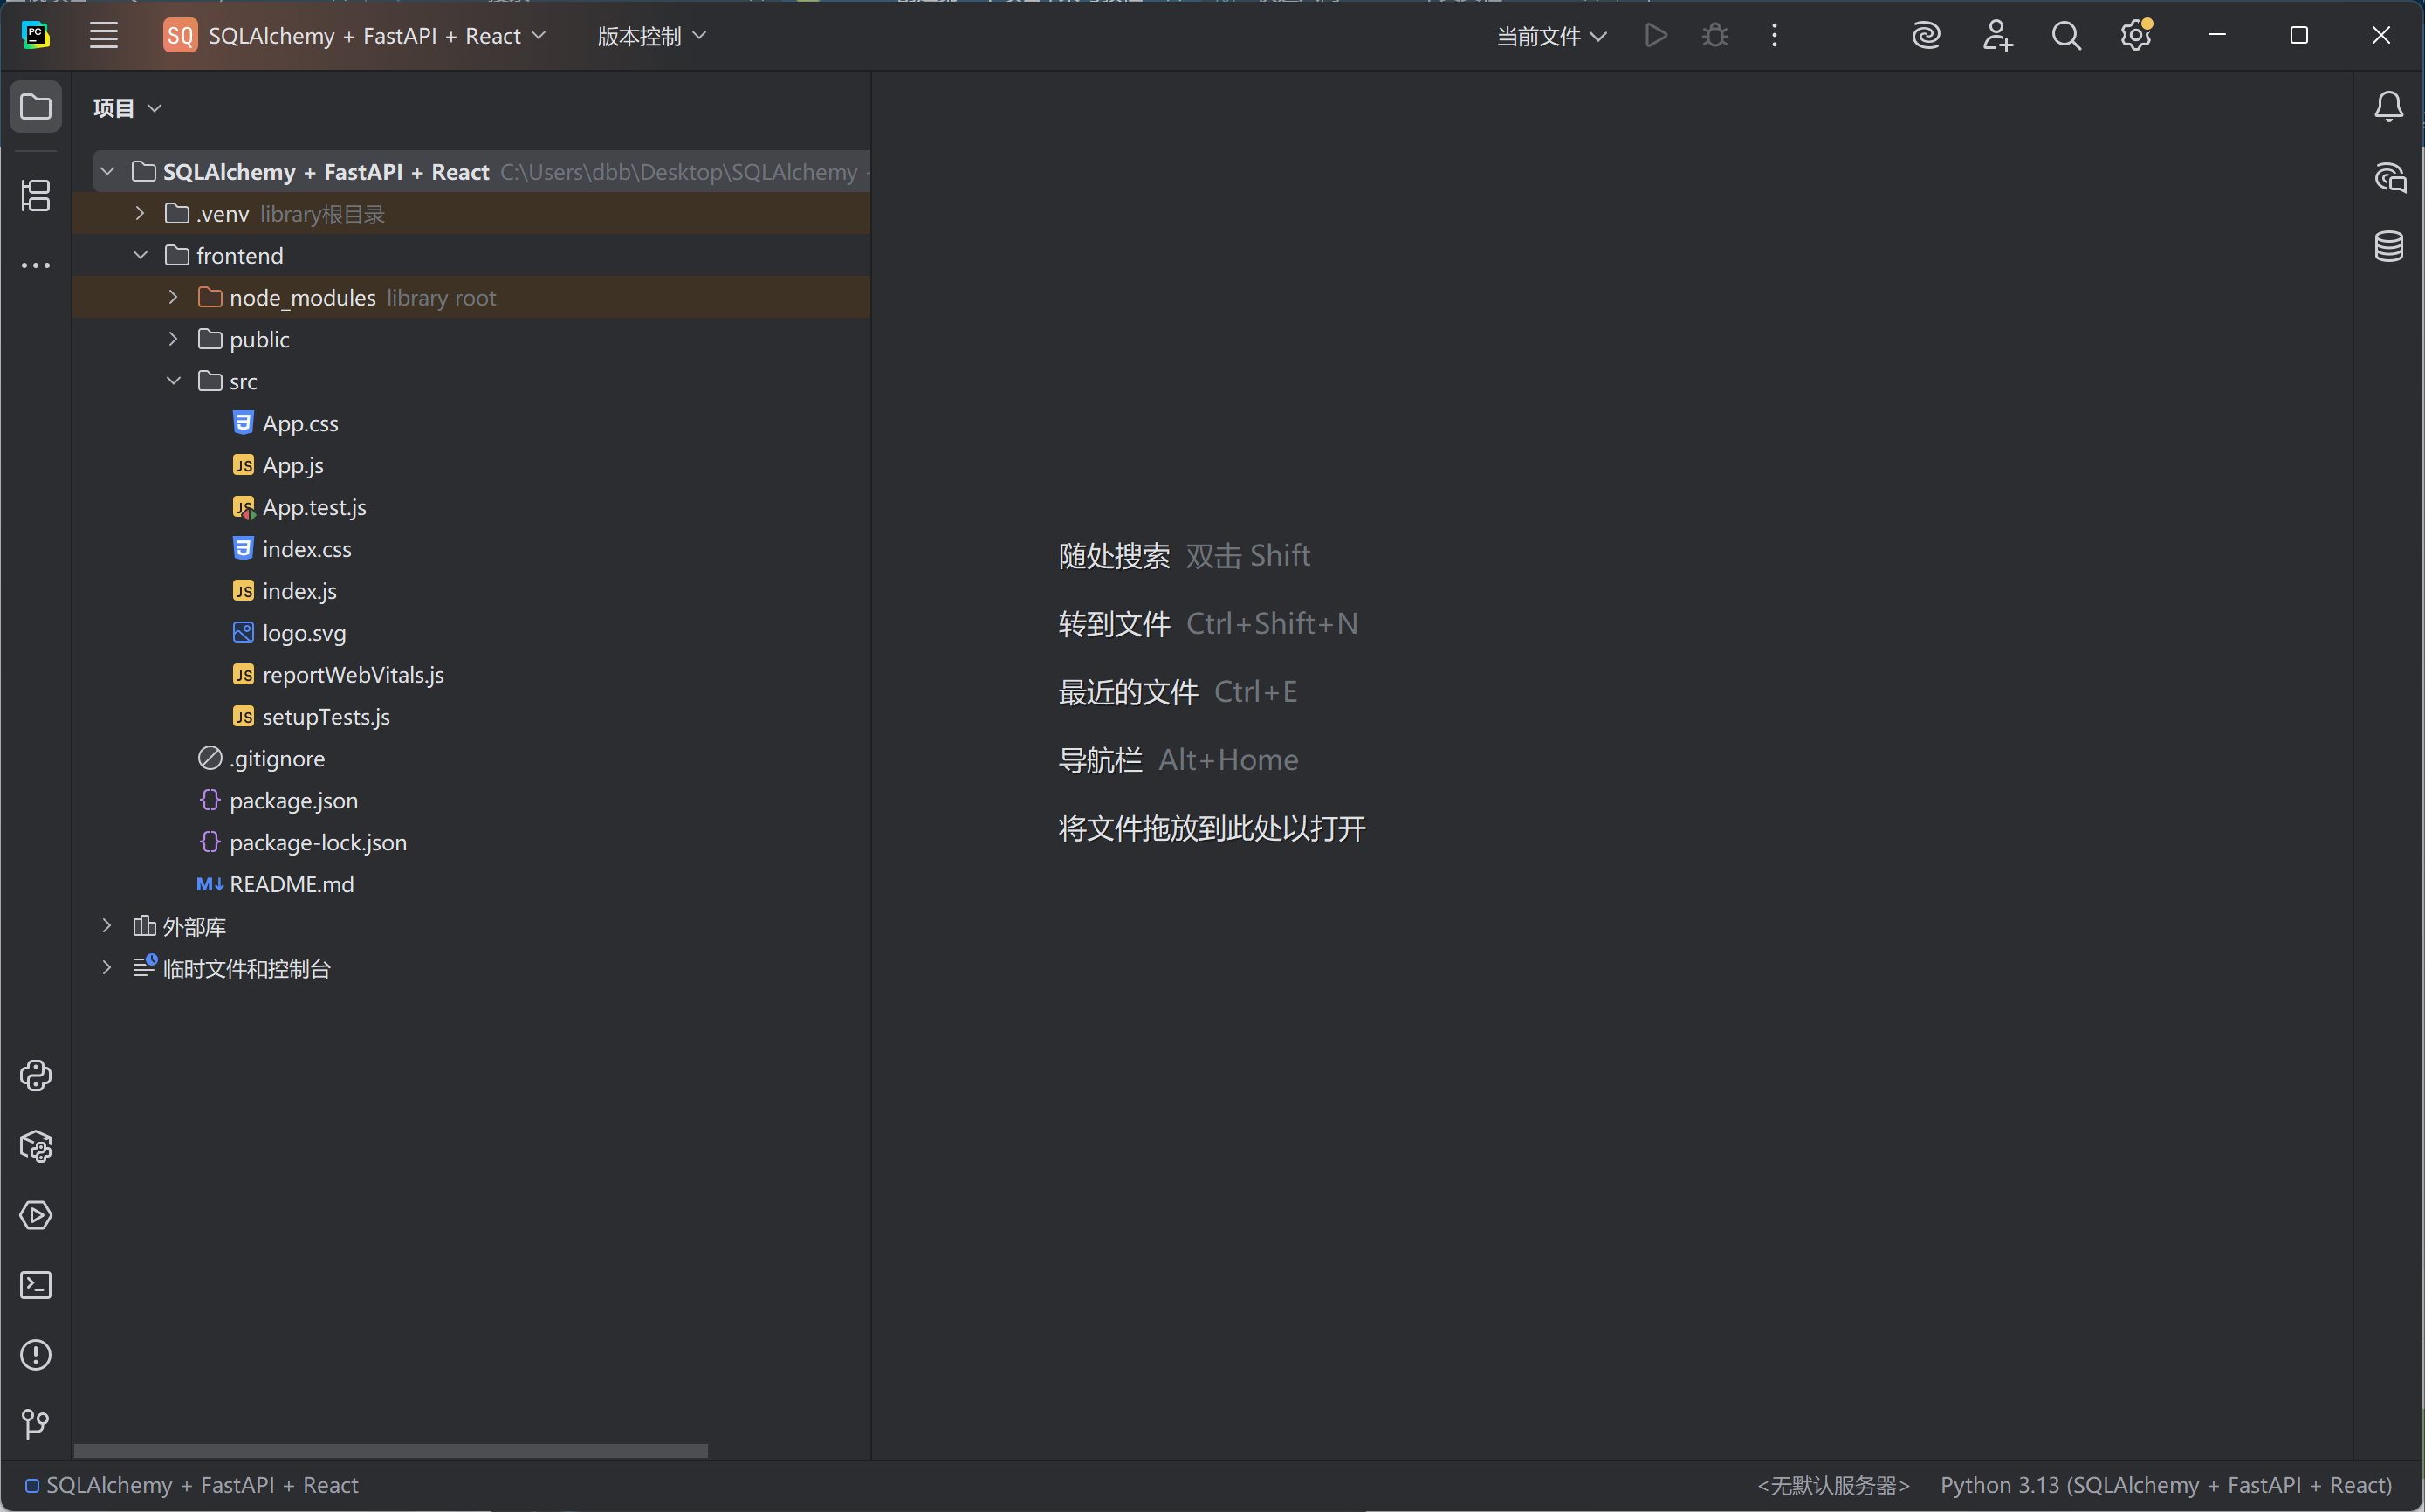 PC
SQ SQLAlchemy + FastAPI + React 版本控制 当前文件
项目
SQLAlchemy + FastAPI + React C:\Users\dbb\Desktop\SQLAlchemy
.venv library根目录
frontend
node_modules library root
public
src
App.css
JS App.js
JS App.test.js
index.css
JS index.js
logo.svg
JS reportWebVitals.js
JS setupTests.js
.gitignore
{} package.json
{} package-lock.json
M↓ README.md
外部库
临时文件和控制台
随处搜索 双击 Shift
转到文件 Ctrl+Shift+N
最近的文件 Ctrl+E
导航栏 Alt+Home
将文件拖放到此处以打开
SQLAlchemy + FastAPI + React <无默认服务器> Python 3.13 (SQLAlchemy + FastAPI + React)